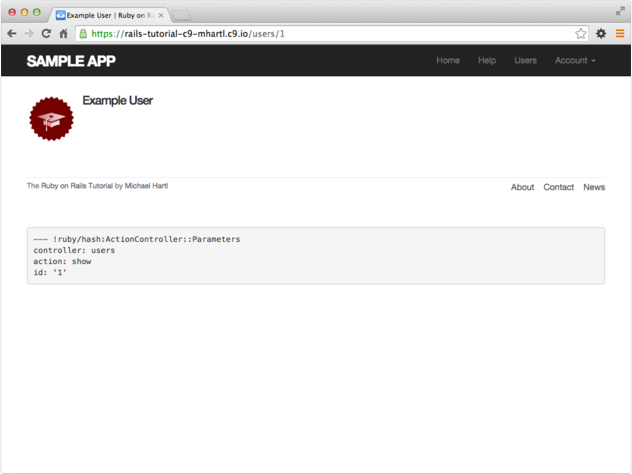 Example User | Ruby on Ra
https://rails-tutorial-c9-mhartl.c9.io/users/1
SAMPLE APP Home Help Users Account
Example User
The Ruby on Rails Tutorial by Michael Hartl About Contact News
--- !ruby/hash:ActionController::Parameters
controller: users
action: show
id: '1'